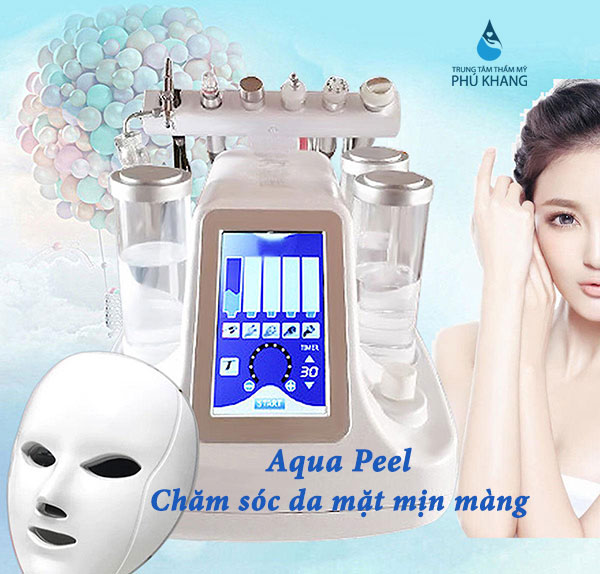 TRUNG TÂM THẨM MỸ
PHÚ KHANG
TIMER
30
START
Aqua Peel
Chăm sóc da mặt mịn màng